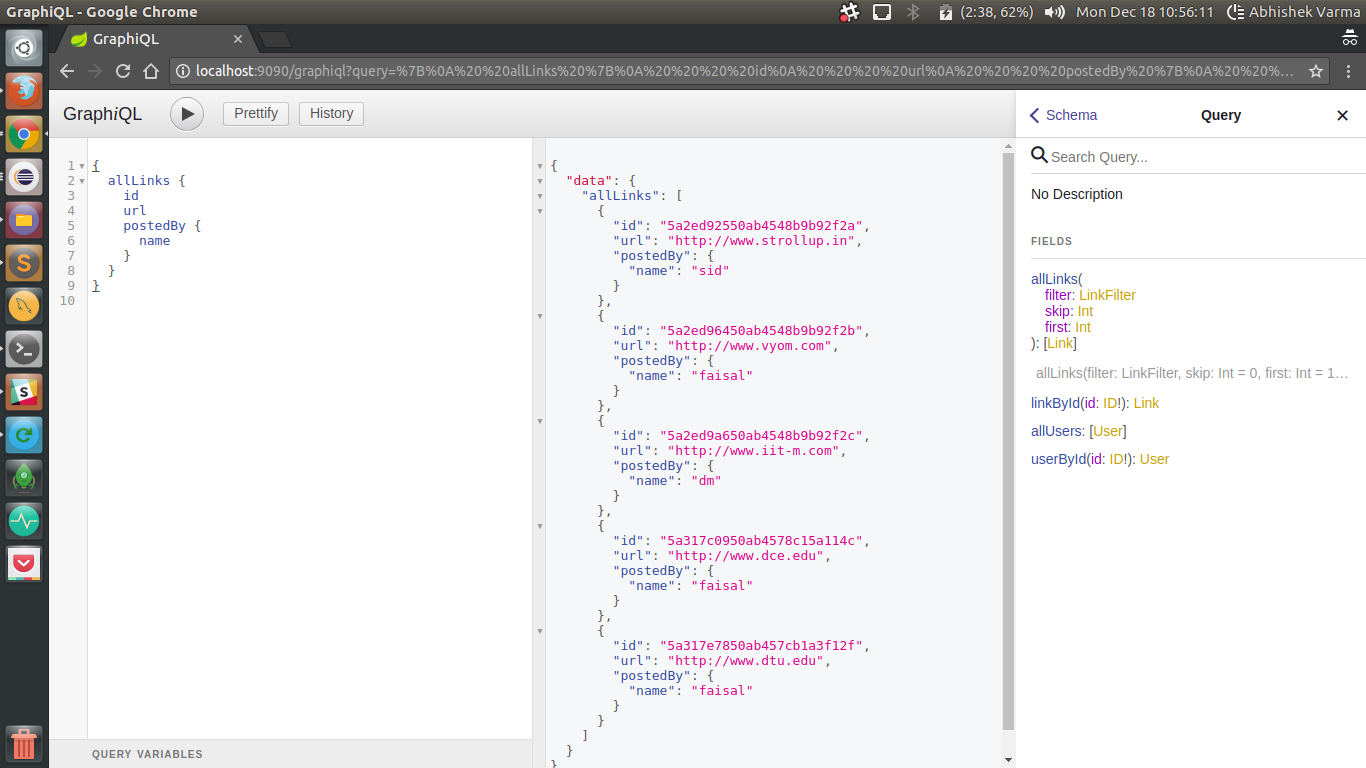 GraphiQL - Google Chrome
(2:38, 62%)
Mon Dec 18 10:56:11
Abhishek Varma
GraphiQL
localhost:9090/graphiql?query=%7B%0A%20%20allLinks%20%7B%0A%20%20%20%20id%0A%20%20%20%20url%0A%20%20%20%20postedBy%20%7B%0A%20%20%...
GraphiQL
Prettify
History
Schema
Query
1 {
2 allLinks {
3 id
4 url
5 postedBy {
6 name
7 }
8 }
9 }
10
QUERY VARIABLES
{
"data": {
"allLinks": [
{
"id": "5a2ed92550ab4548b9b92f2a",
"url": "http://www.strollup.in",
"postedBy": {
"name": "sid"
}
},
{
"id": "5a2ed96450ab4548b9b92f2b",
"url": "http://www.vyom.com",
"postedBy": {
"name": "faisal"
}
},
{
"id": "5a2ed9a650ab4548b9b92f2c",
"url": "http://www.iit-m.com",
"postedBy": {
"name": "dm"
}
},
{
"id": "5a317c0950ab4578c15a114c",
"url": "http://www.dce.edu",
"postedBy": {
"name": "faisal"
}
},
{
"id": "5a317e7850ab457cb1a3f12f",
"url": "http://www.dtu.edu",
"postedBy": {
"name": "faisal"
}
}
]
}
}
Search Query...
No Description
FIELDS
allLinks(
filter: LinkFilter
skip: Int
first: Int
): [Link]
allLinks(filter: LinkFilter, skip: Int = 0, first: Int = 1...
linkById(id: ID!): Link
allUsers: [User]
userById(id: ID!): User